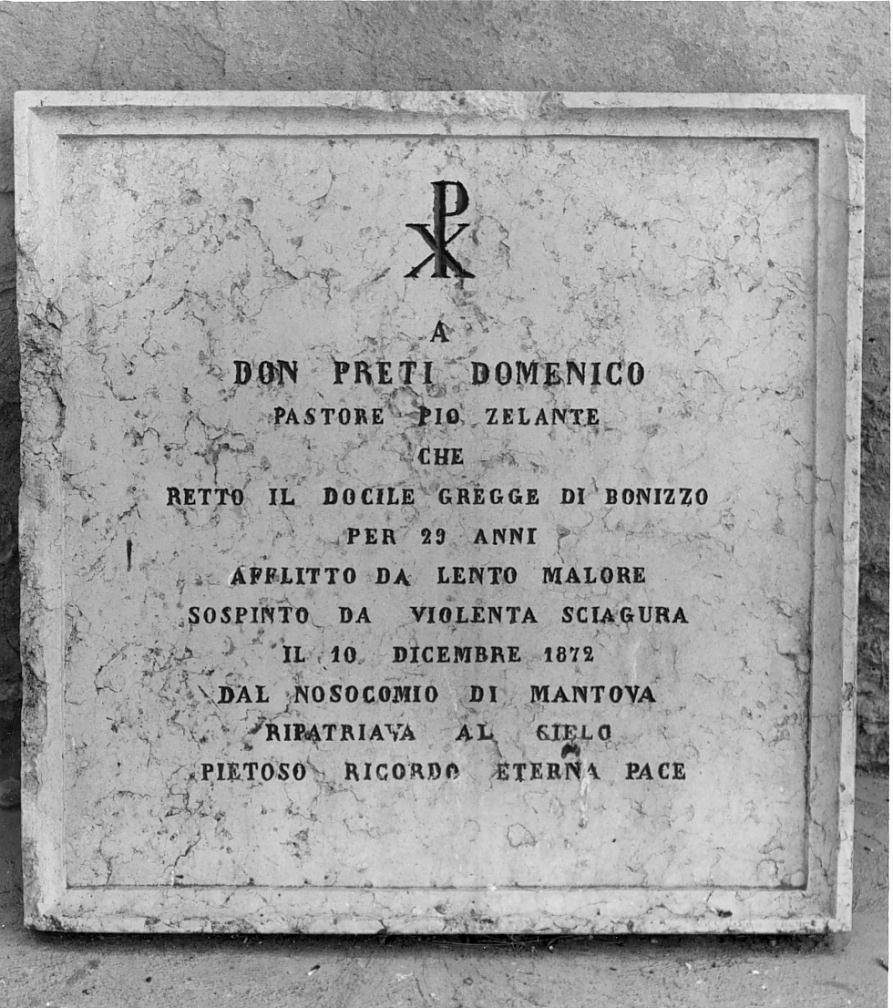 ☧
A
DON PRETI DOMENICO
PASTORE PIO ZELANTE
CHE
RETTO IL DOCILE GREGGE DI BONIZZO
PER 29 ANNI
AFFLITTO DA LENTO MALORE
SOSPINTO DA VIOLENTA SCIAGURA
IL 10 DICEMBRE 1872
DAL NOSOCOMIO DI MANTOVA
RIPATRIAVA AL CIELO
PIETOSO RICORDO ETERNA PACE